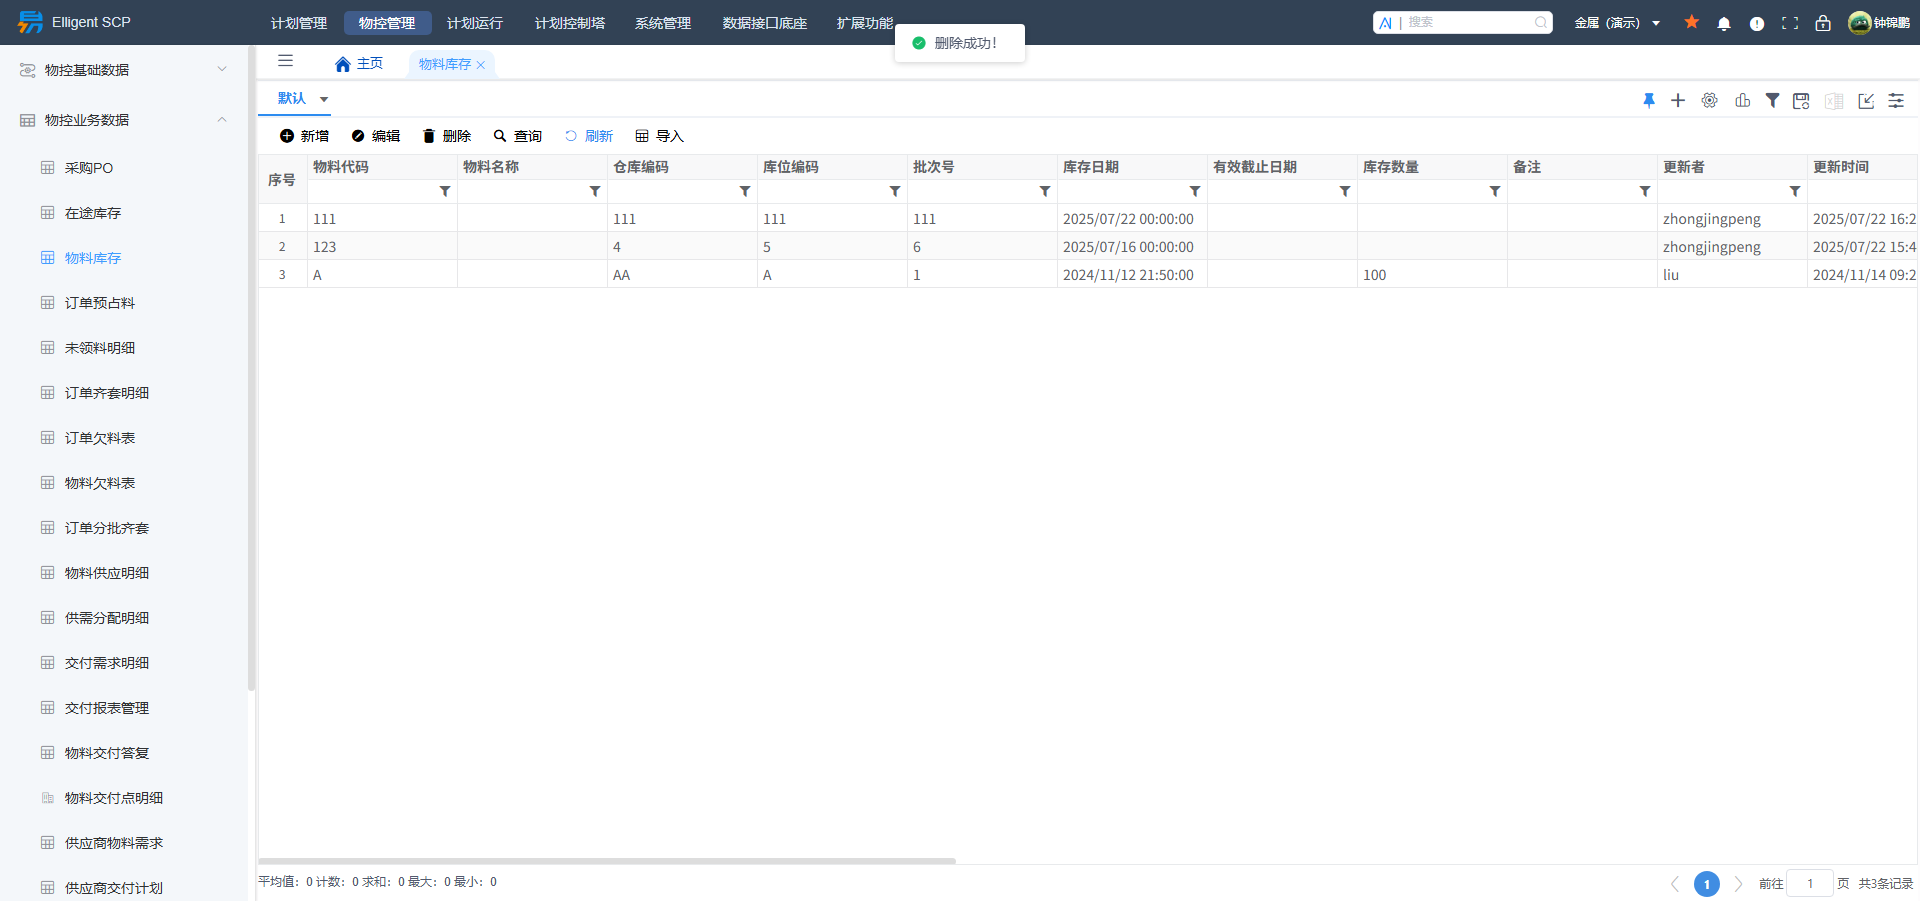 Elligent SCP
计划管理 物控管理 计划运行 计划控制塔 系统管理 数据接口底座 扩展功能
AI | 搜索
金属（演示）
钟锦鹏
删除成功！
物控基础数据
物控业务数据
采购PO
在途库存
物料库存
订单预占料
未领料明细
订单齐套明细
订单欠料表
物料欠料表
订单分批齐套
物料供应明细
供需分配明细
交付需求明细
交付报表管理
物料交付答复
物料交付点明细
供应商物料需求
供应商交付计划
主页 物料库存
默认
新增 编辑 删除 查询 刷新 导入
序号 物料代码 物料名称 仓库编码 库位编码 批次号 库存日期 有效截止日期 库存数量 备注 更新者 更新时间
1 111 111 111 111 2025/07/22 00:00:00 zhongjingpeng 2025/07/22 16:2
2 123 4 5 6 2025/07/16 00:00:00 zhongjingpeng 2025/07/22 15:4
3 A AA A 1 2024/11/12 21:50:00 100 liu 2024/11/14 09:2
平均值：0 计数：0 求和：0 最大：0 最小：0
1 前往 1 页 共3条记录